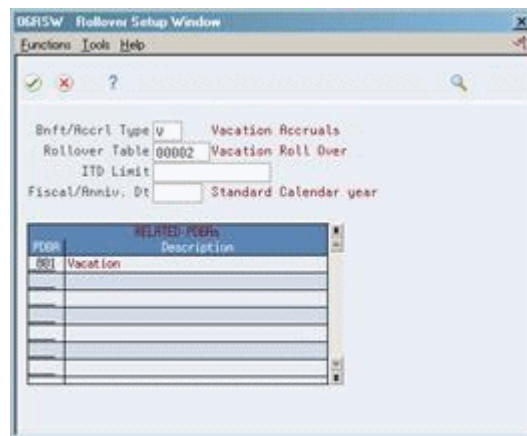 06RSW Rollover Setup Window
Functions Tools Help
?
Bnft/Accrl Type V Vacation Accruals
Rollover Table 00002 Vacation Roll Over
ITD Limit
Fiscal/Anniv. Dt Standard Calendar year
RELATED PDBAs
PDBA Description
801 Vacation